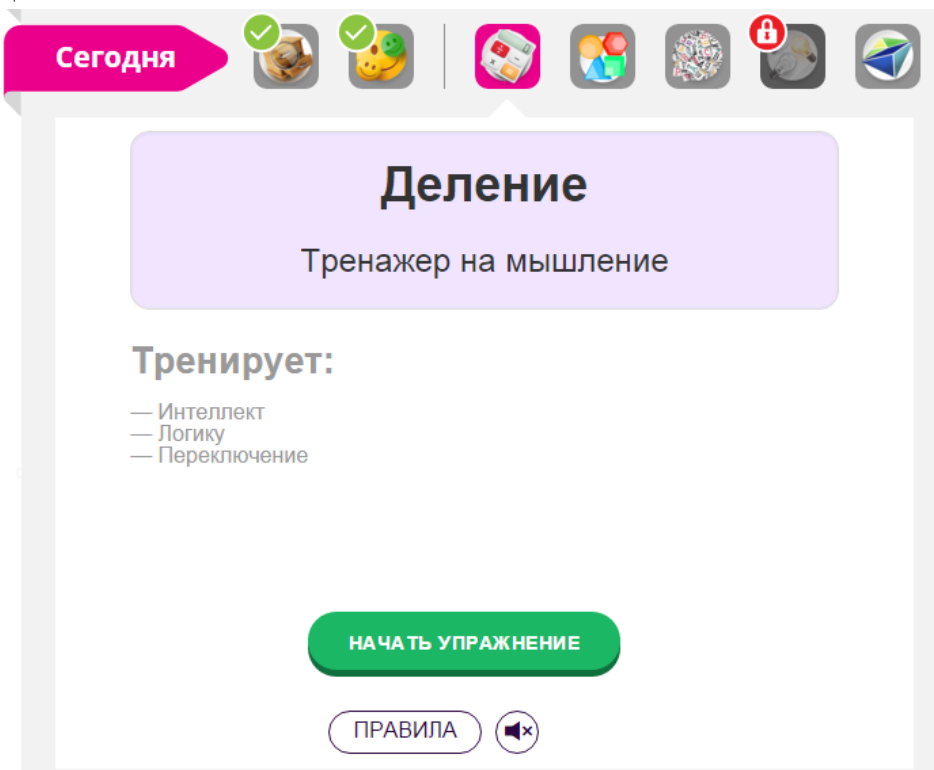 Сегодня
Деление
Тренажер на мышление
Тренирует:
— Интеллект
— Логику
— Переключение
НАЧАТЬ УПРАЖНЕНИЕ
ПРАВИЛА